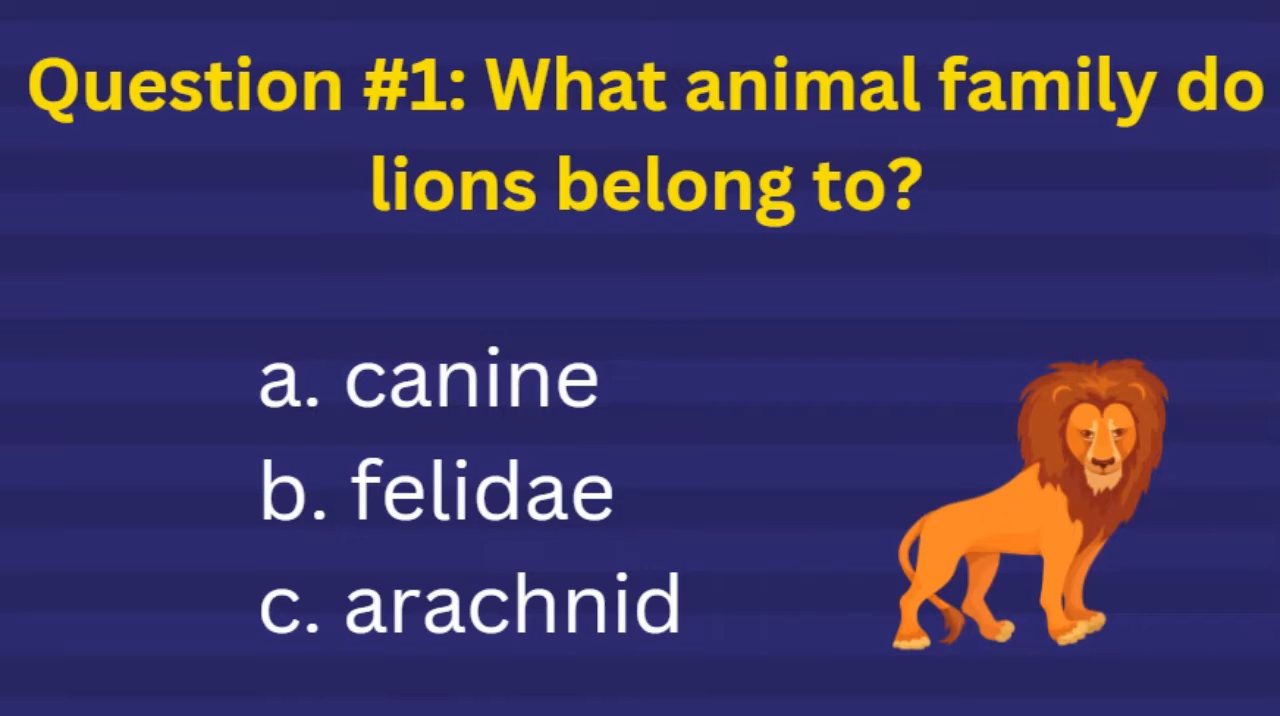 Question #1: What animal family do
lions belong to?
a. canine
b. felidae
c. arachnid